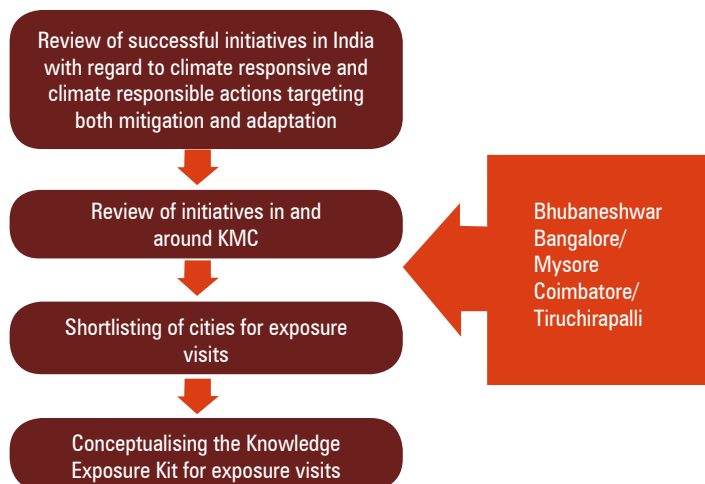 Review of successful initiatives in India
with regard to climate responsive and
climate responsible actions targeting
both mitigation and adaptation
Review of initiatives in and
around KMC
Shortlisting of cities for exposure
visits
Conceptualising the Knowledge
Exposure Kit for exposure visits
Bhubaneshwar
Bangalore/
Mysore
Coimbatore/
Tiruchirapalli